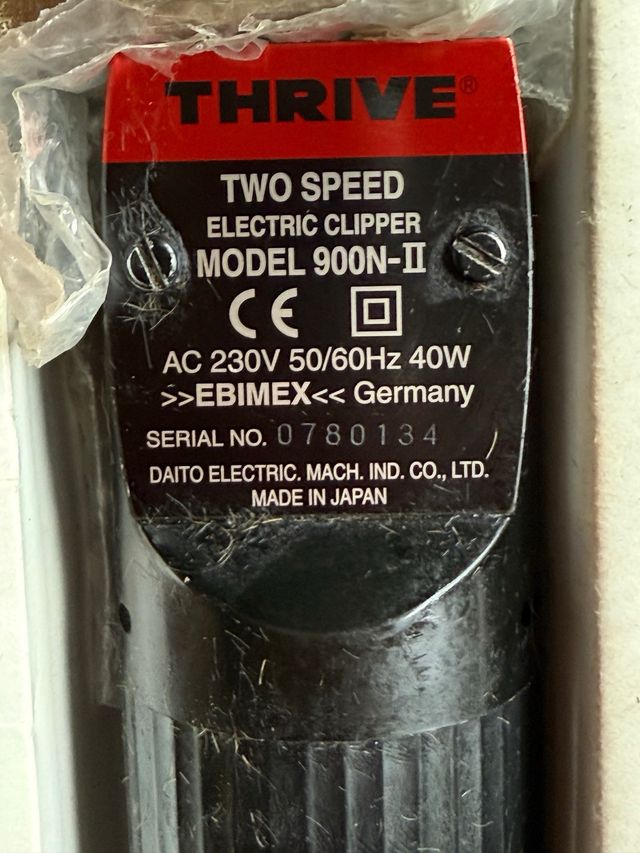 THRIVE®
TWO SPEED
ELECTRIC CLIPPER
MODEL 900N-II
CE
AC 230V 50/60Hz 40W
>>EBIMEX<< Germany
SERIAL NO. 0780134
DAITO ELECTRIC. MACH. IND. CO., LTD.
MADE IN JAPAN